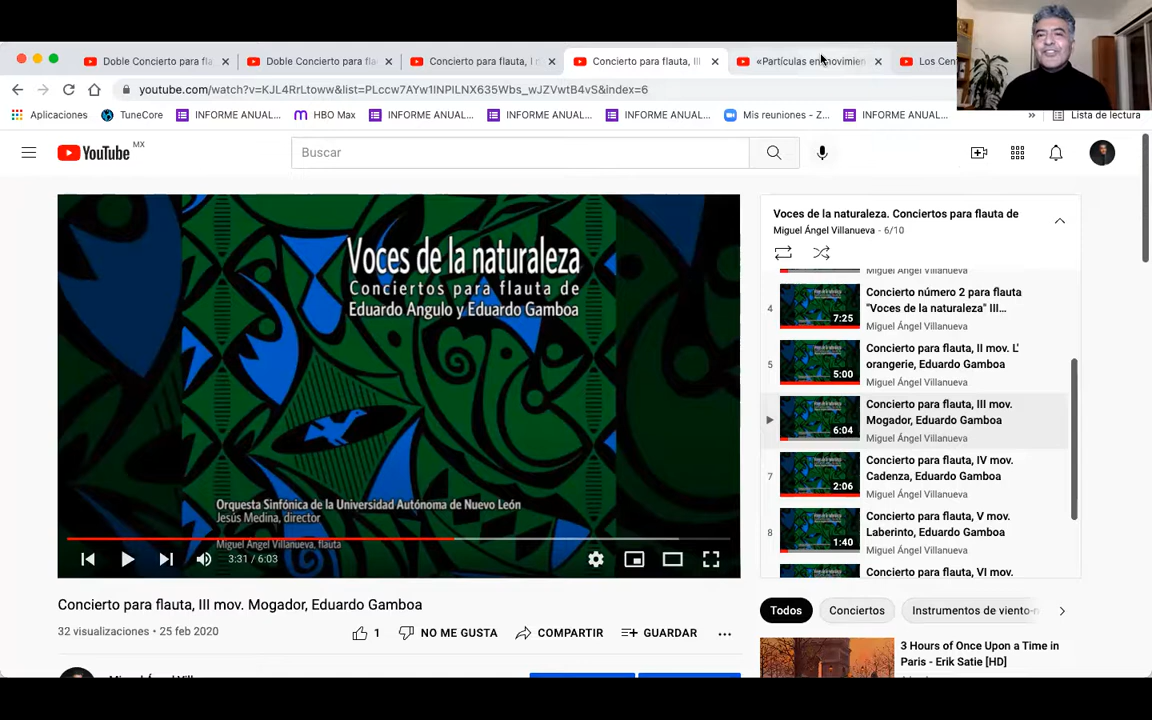 Doble Concierto para fl
Doble Concierto para fla
Concierto para flauta, I
Concierto para flauta, III
«Partículas en movimien
Los Cen
youtube.com/watch?v=KJL4RrLtoww&list=PLccw7AYw1lNPILNX635Wbs_wJZVwtB4vS&index=6
Aplicaciones
TuneCore
INFORME ANUAL...
HBO Max
INFORME ANUAL...
INFORME ANUAL...
INFORME ANUAL...
Mis reuniones - Z...
INFORME ANUAL...
»
Lista de lectura
YouTube MX
Buscar
Voces de la naturaleza
Conciertos para flauta de
Eduardo Angulo y Eduardo Gamboa
Orquesta Sinfónica de la Universidad Autónoma de Nuevo León
Jesús Medina, director
Miguel Ángel Villanueva, flauta
3:31 / 6:03
Concierto para flauta, III mov. Mogador, Eduardo Gamboa
32 visualizaciones • 25 feb 2020
1
NO ME GUSTA
COMPARTIR
GUARDAR
Voces de la naturaleza. Conciertos para flauta de
Miguel Ángel Villanueva - 6/10
Miguel Ángel Villanueva
4
7:25
Concierto número 2 para flauta
"Voces de la naturaleza" III...
Miguel Ángel Villanueva
5
5:00
Concierto para flauta, II mov. L'
orangerie, Eduardo Gamboa
Miguel Ángel Villanueva
6:04
Concierto para flauta, III mov.
Mogador, Eduardo Gamboa
Miguel Ángel Villanueva
7
2:06
Concierto para flauta, IV mov.
Cadenza, Eduardo Gamboa
Miguel Ángel Villanueva
8
1:40
Concierto para flauta, V mov.
Laberinto, Eduardo Gamboa
Miguel Ángel Villanueva
Concierto para flauta, VI mov.
Todos
Conciertos
Instrumentos de viento-
3 Hours of Once Upon a Time in
Paris - Erik Satie [HD]